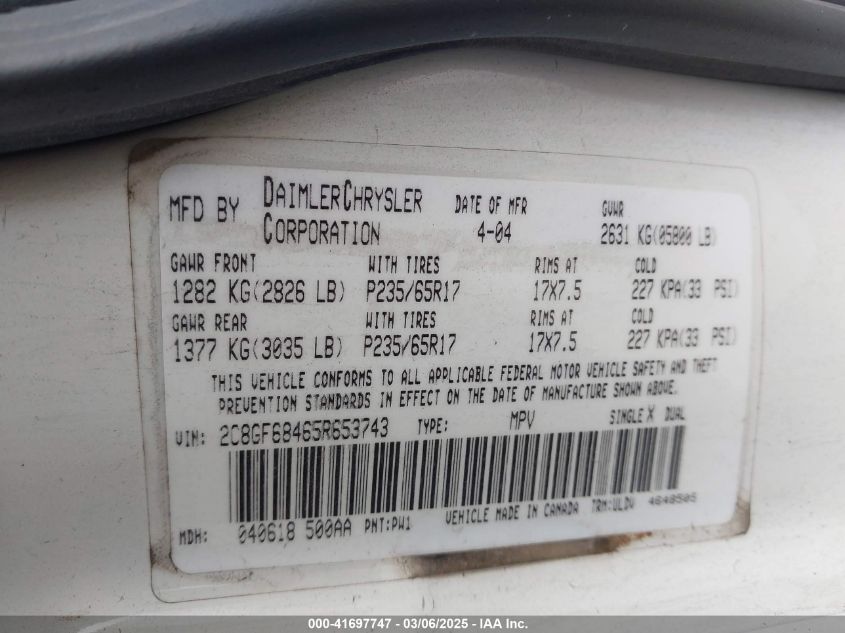 MFD BY DAIMLERCHRYSLER CORPORATION DATE OF MFR 4-04 GVWR 2631 KG(05800 LB)
GAWR FRONT WITH TIRES RIMS AT COLD
1282 KG(2826 LB) P235/65R17 17X7.5 227 KPA(33 PSI)
GAWR REAR WITH TIRES RIMS AT COLD
1377 KG(3035 LB) P235/65R17 17X7.5 227 KPA(33 PSI)
THIS VEHICLE CONFORMS TO ALL APPLICABLE FEDERAL MOTOR VEHICLE SAFETY AND THEFT
PREVENTION STANDARDS IN EFFECT ON THE DATE OF MANUFACTURE SHOWN ABOVE.
VIN: 2C8GF68465R653743 TYPE: MPV SINGLE X DUAL
MDH: 040618 500AA PNT:PW1 VEHICLE MADE IN CANADA TRM:VLDV 4648505
000-41697747 - 03/06/2025 - IAA Inc.